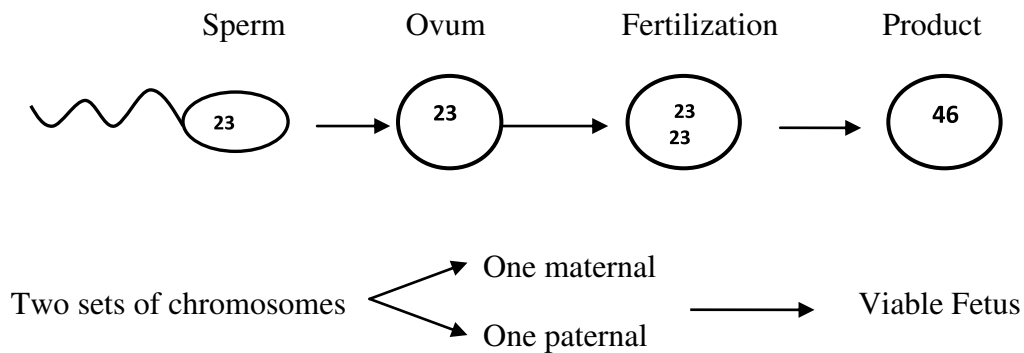 Sperm Ovum Fertilization Product
23 23 23 46
23
One maternal
Two sets of chromosomes Viable Fetus
One paternal